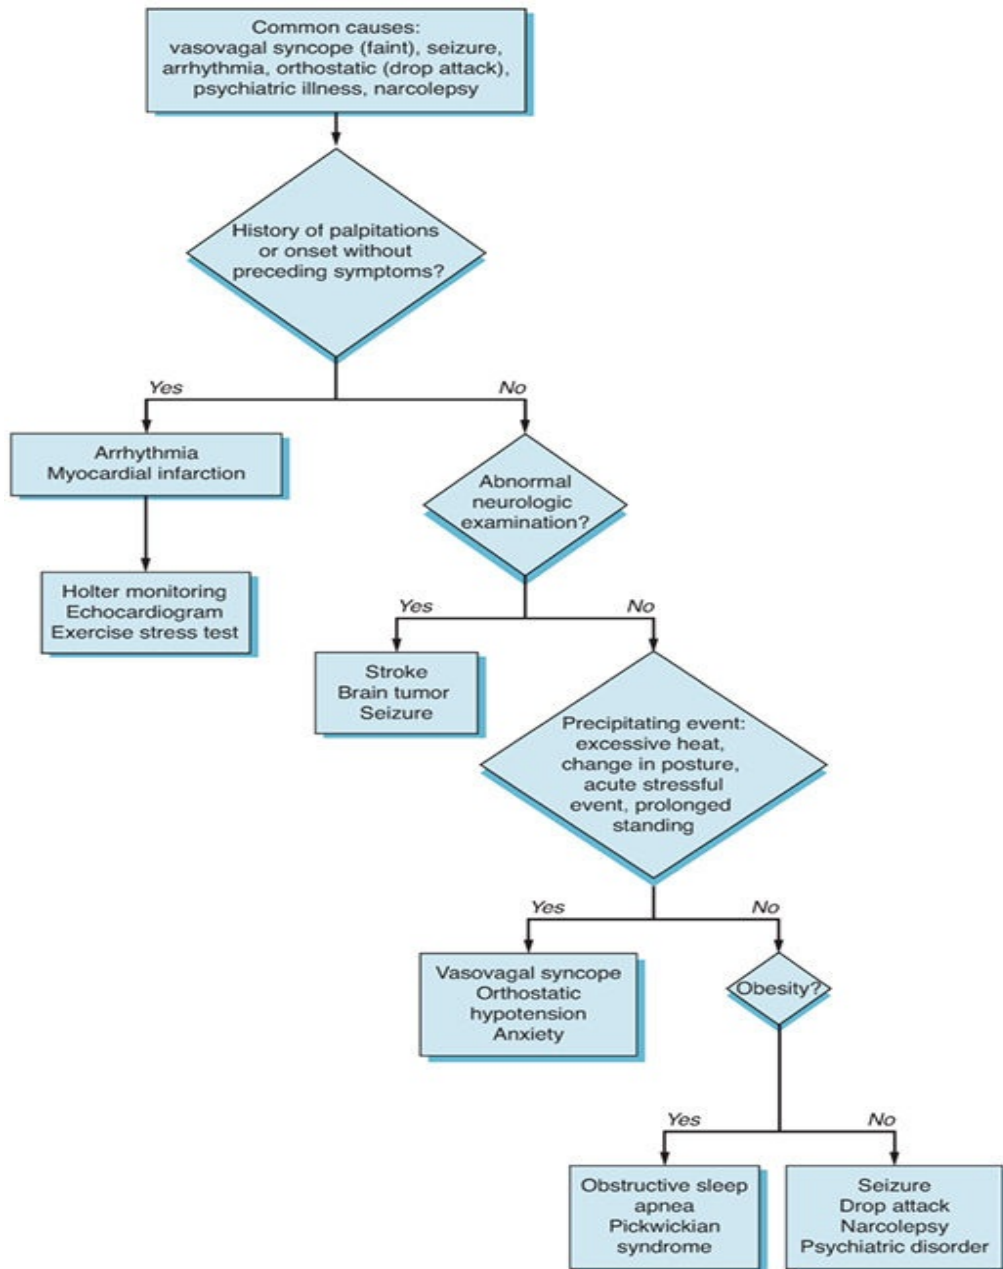 Common causes:
vasovagal syncope (faint), seizure,
arrhythmia, orthostatic (drop attack),
psychiatric illness, narcolepsy
History of palpitations
or onset without
preceding symptoms?
Yes
No
Arrhythmia
Myocardial infarction
Abnormal
neurologic
examination?
Holter monitoring
Echocardiogram
Exercise stress test
Yes
No
Stroke
Brain tumor
Seizure
Precipitating event:
excessive heat,
change in posture,
acute stressful
event, prolonged
standing
Yes
No
Vasovagal syncope
Orthostatic
hypotension
Anxiety
Obesity?
Yes
No
Obstructive sleep
apnea
Pickwickian
syndrome
Seizure
Drop attack
Narcolepsy
Psychiatric disorder